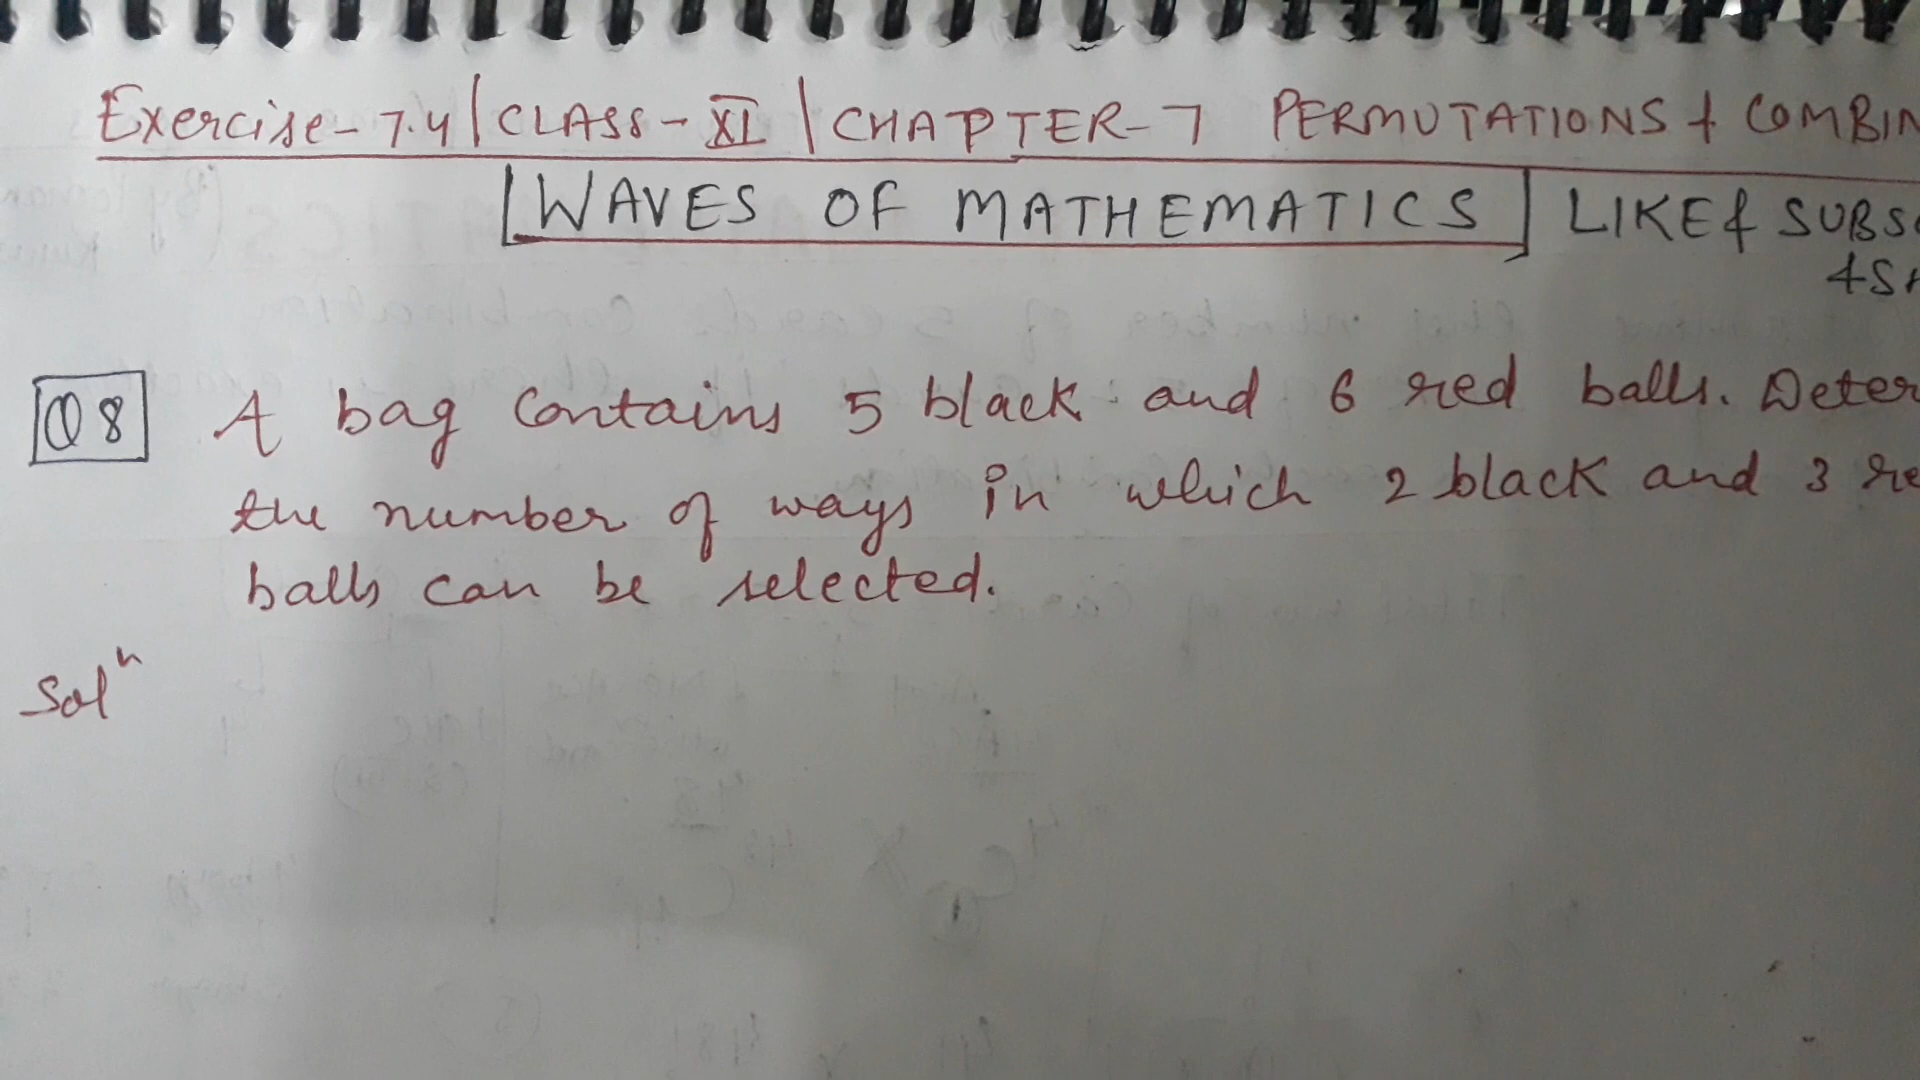 Exercise-7.4 | CLASS-XI | CHAPTER-7 PERMUTATIONS & COMBIN
WAVES OF MATHEMATICS LIKE & SUBSC
& SH
Q8 A bag contains 5 black and 6 red balls. Deter
the number of ways in which 2 black and 3 re
balls can be selected.
Solⁿ